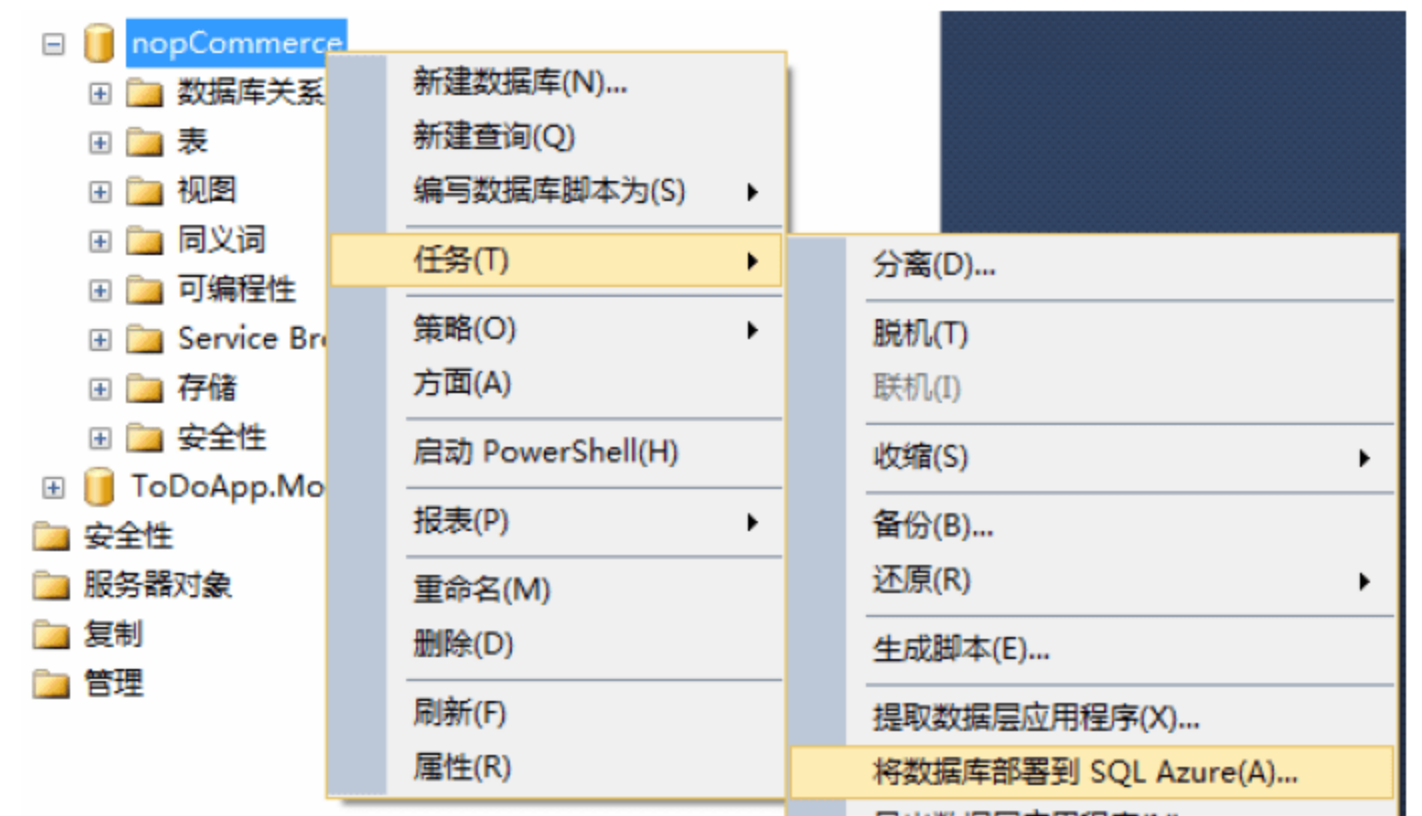 nopCommerce
数据库关系
表
视图
同义词
可编程性
Service Bro
存储
安全性
ToDoApp.Mo
安全性
服务器对象
复制
管理
新建数据库(N)...
新建查询(Q)
编写数据库脚本为(S)
任务(T)
策略(O)
方面(A)
启动 PowerShell(H)
报表(P)
重命名(M)
删除(D)
刷新(F)
属性(R)
分离(D)...
脱机(T)
联机(I)
收缩(S)
备份(B)...
还原(R)
生成脚本(E)...
提取数据层应用程序(X)...
将数据库部署到 SQL Azure(A)...